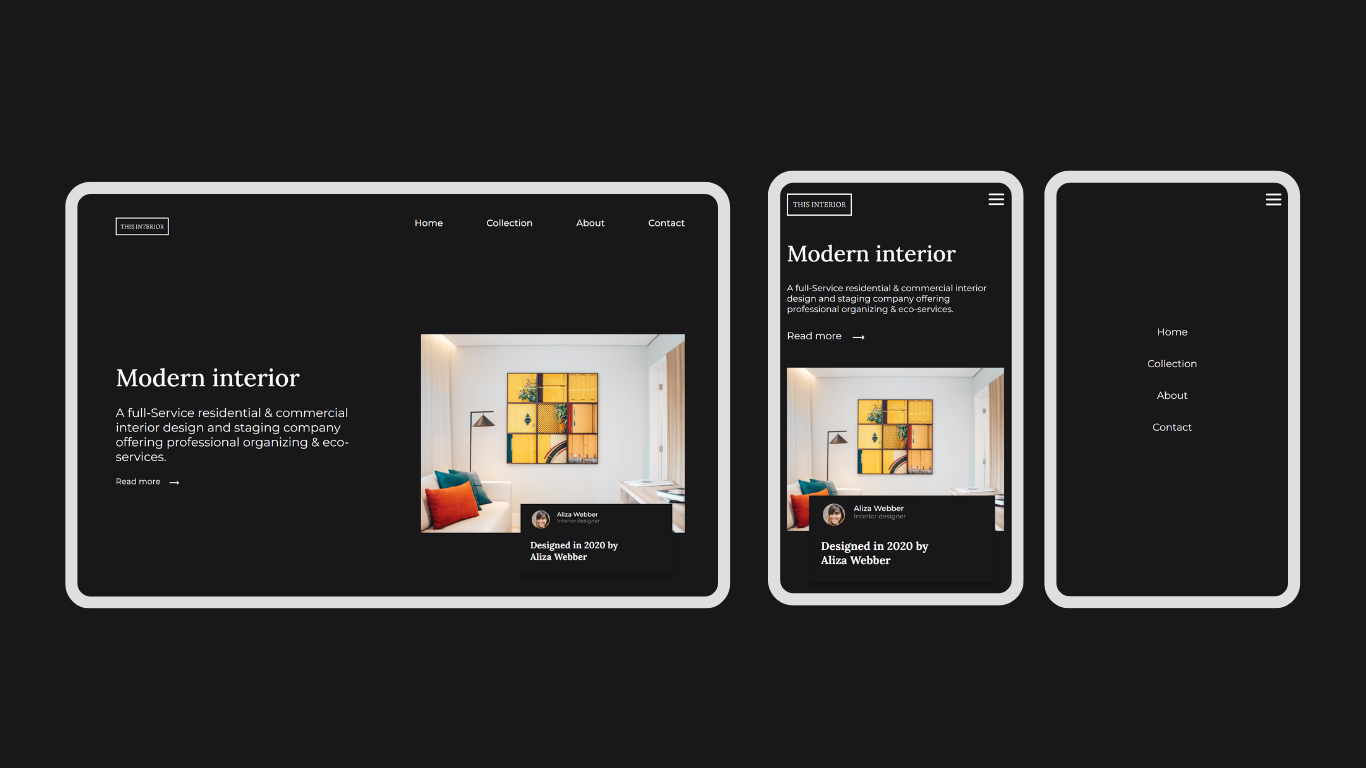 THIS INTERIOR
Home Collection About Contact
Modern interior
A full-Service residential & commercial
interior design and staging company
offering professional organizing & eco-
services.
Read more
Aliza Webber
Interior designer
Designed in 2020 by
Aliza Webber
THIS INTERIOR
Modern interior
A full-Service residential & commercial interior
design and staging company offering
professional organizing & eco-services.
Read more
Aliza Webber
Interior designer
Designed in 2020 by
Aliza Webber
Home
Collection
About
Contact